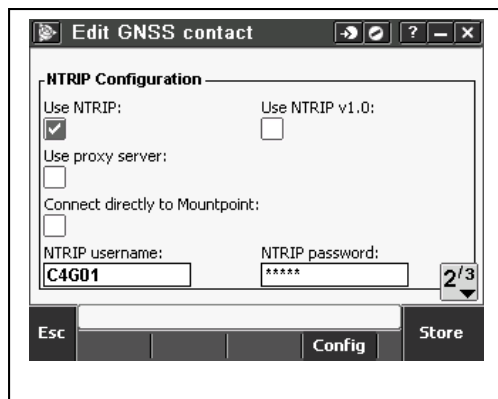 Edit GNSS contact ? – ×
NTRIP Configuration
Use NTRIP: Use NTRIP v1.0:
Use proxy server:
Connect directly to Mountpoint:
NTRIP username: NTRIP password:
C4G01 *****
2/3
Esc Config Store